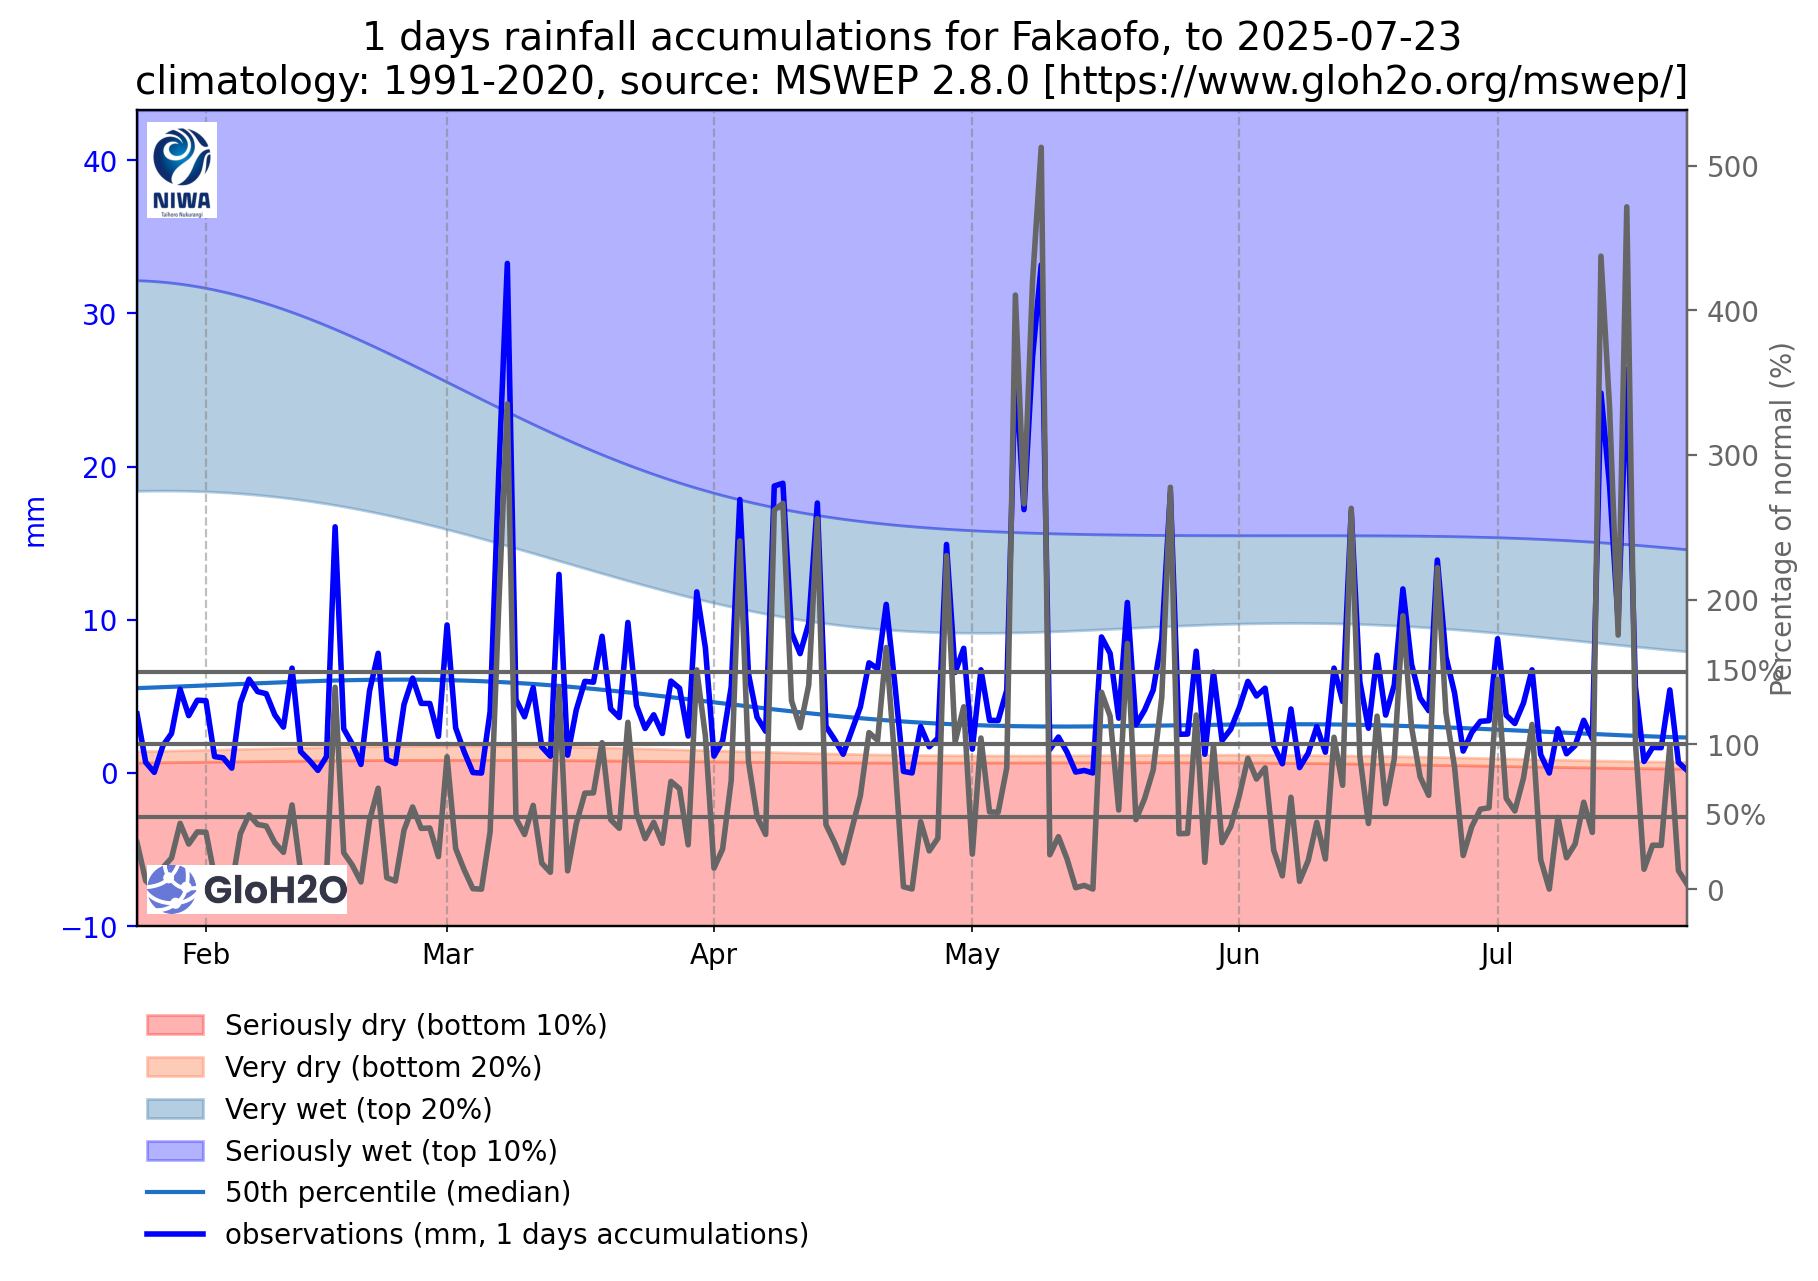 1 days rainfall accumulations for Fakaofo, to 2025-07-23
climatology: 1991-2020, source: MSWEP 2.8.0 [https://www.gloh2o.org/mswep/]
NIWA
Taihoro Nukurangi
40
30
20
10
0
−10
mm
500
400
300
200
150%
100
50%
0
Percentage of normal (%)
GloH2O
Feb
Mar
Apr
May
Jun
Jul
Seriously dry (bottom 10%)
Very dry (bottom 20%)
Very wet (top 20%)
Seriously wet (top 10%)
50th percentile (median)
observations (mm, 1 days accumulations)